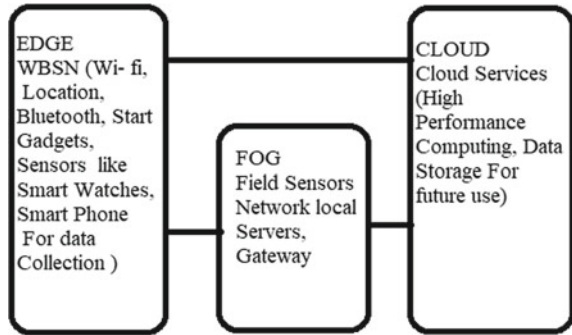 EDGE
WBSN (Wi- fi,
Location,
Bluetooth, Start
Gadgets,
Sensors like
Smart Watches,
Smart Phone
For data
Collection )
FOG
Field Sensors
Network local
Servers,
Gateway
CLOUD
Cloud Services
(High
Performance
Computing, Data
Storage For
future use)